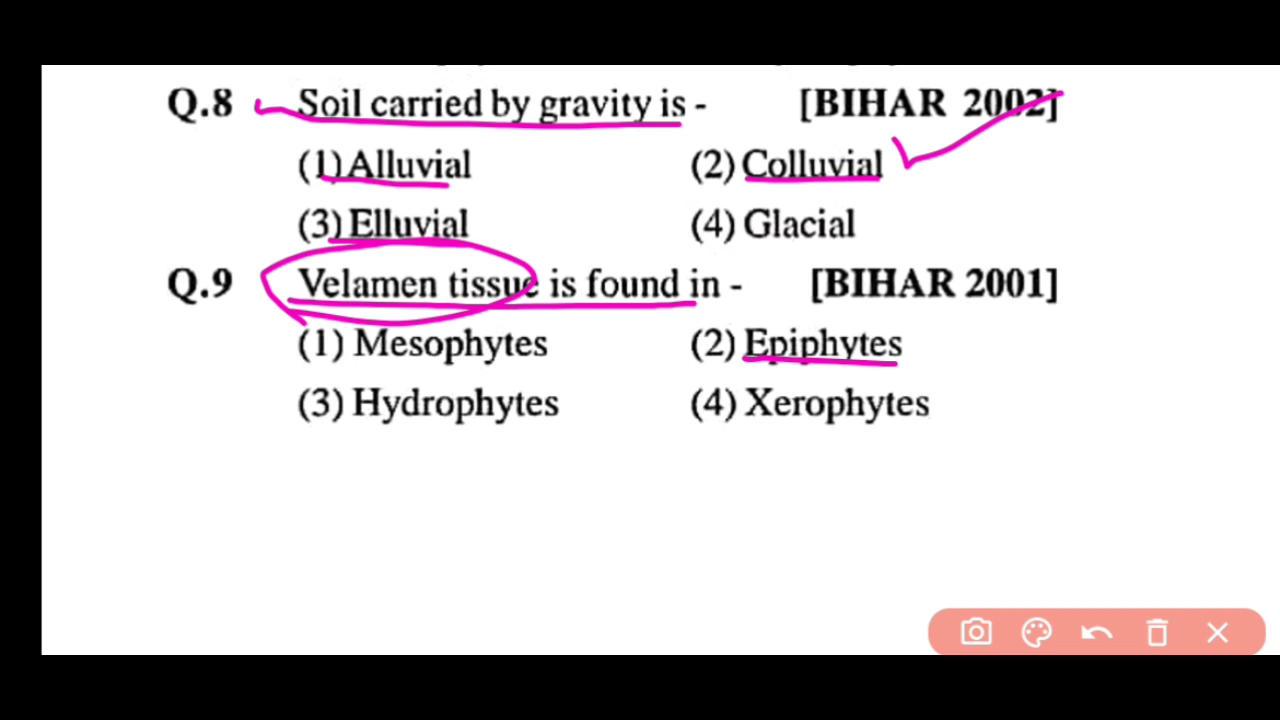 Q.8 Soil carried by gravity is - [BIHAR 2002]
(1) Alluvial (2) Colluvial
(3) Elluvial (4) Glacial
Q.9 Velamen tissue is found in - [BIHAR 2001]
(1) Mesophytes (2) Epiphytes
(3) Hydrophytes (4) Xerophytes